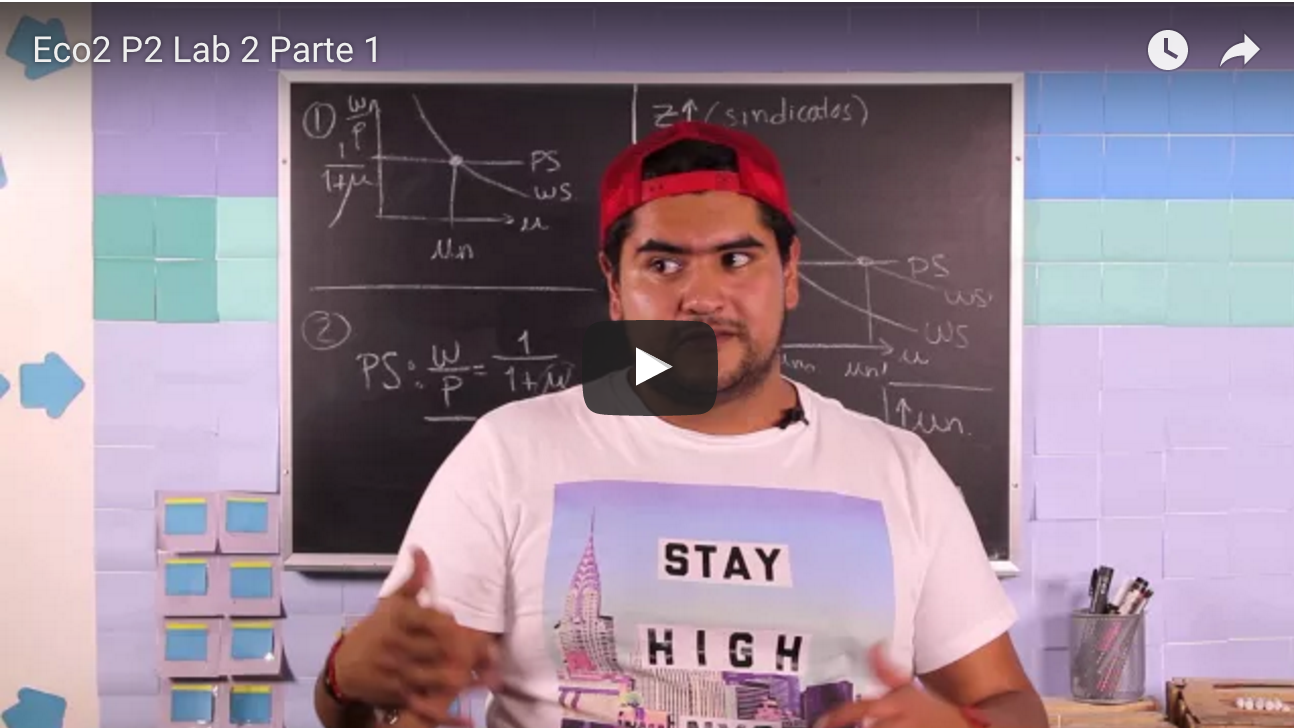 Eco2 P2 Lab 2 Parte 1
① W/P
1/1+μ
PS
WS
u
un
Z↑ (sindicatos)
PS
WS'
WS
u
un un'
↑un
② PS: W/P = 1/1+μ
STAY
HIGH